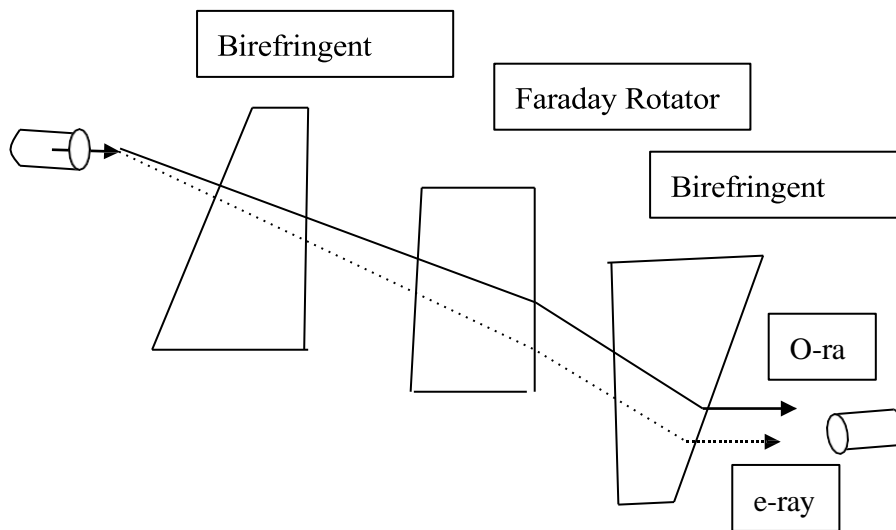 Birefringent
Faraday Rotator
Birefringent
O-ra
e-ray